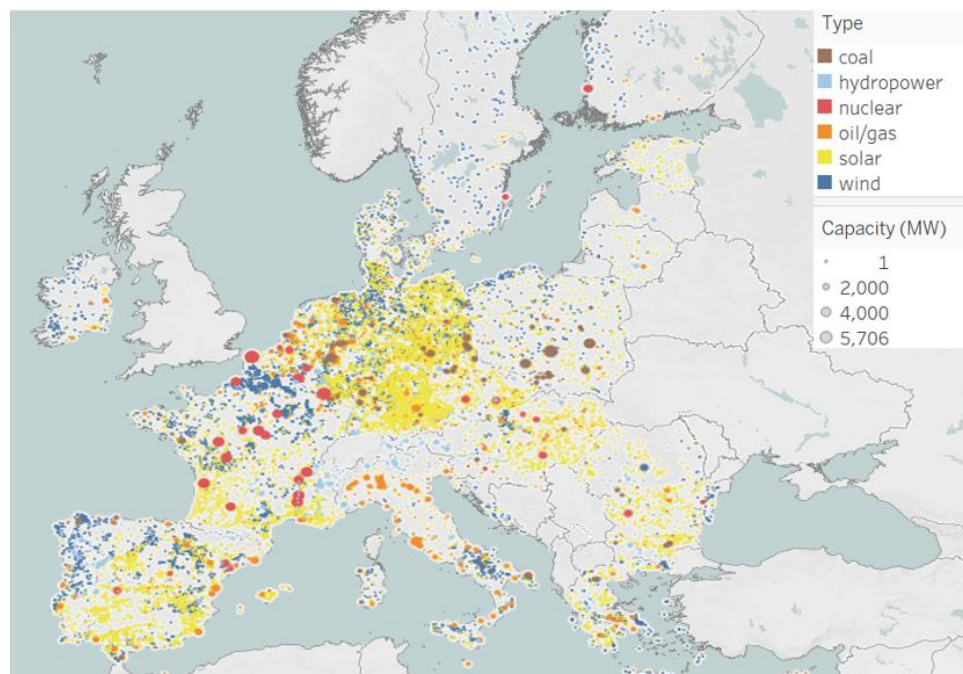 Type
coal
hydropower
nuclear
oil/gas
solar
wind
Capacity (MW)
1
2,000
4,000
5,706